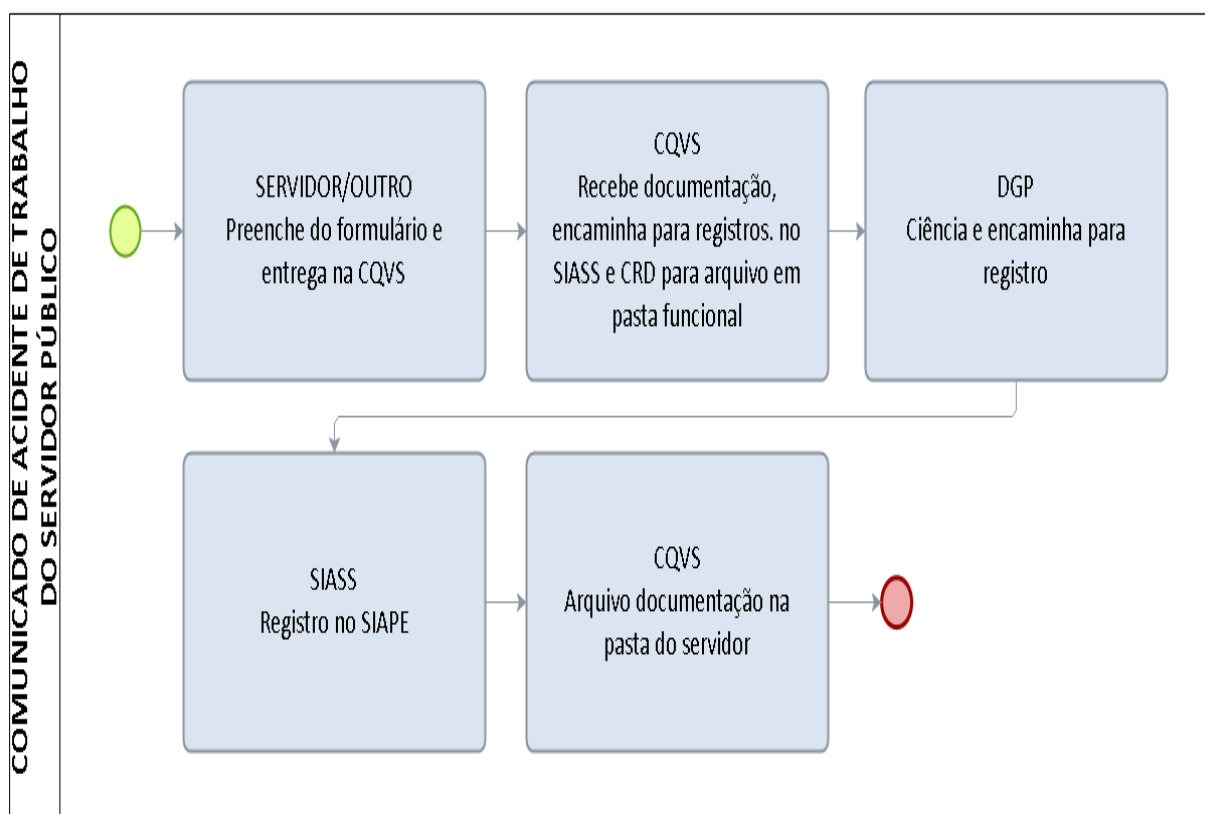 COMUNICADO DE ACIDENTE DE TRABALHO
DO SERVIDOR PÚBLICO
SERVIDOR/OUTRO
Preenche do formulário e
entrega na CQVS
CQVS
Recebe documentação,
encaminha para registros. no
SIASS e CRD para arquivo em
pasta funcional
DGP
Ciência e encaminha para
registro
SIASS
Registro no SIAPE
CQVS
Arquivo documentação na
pasta do servidor